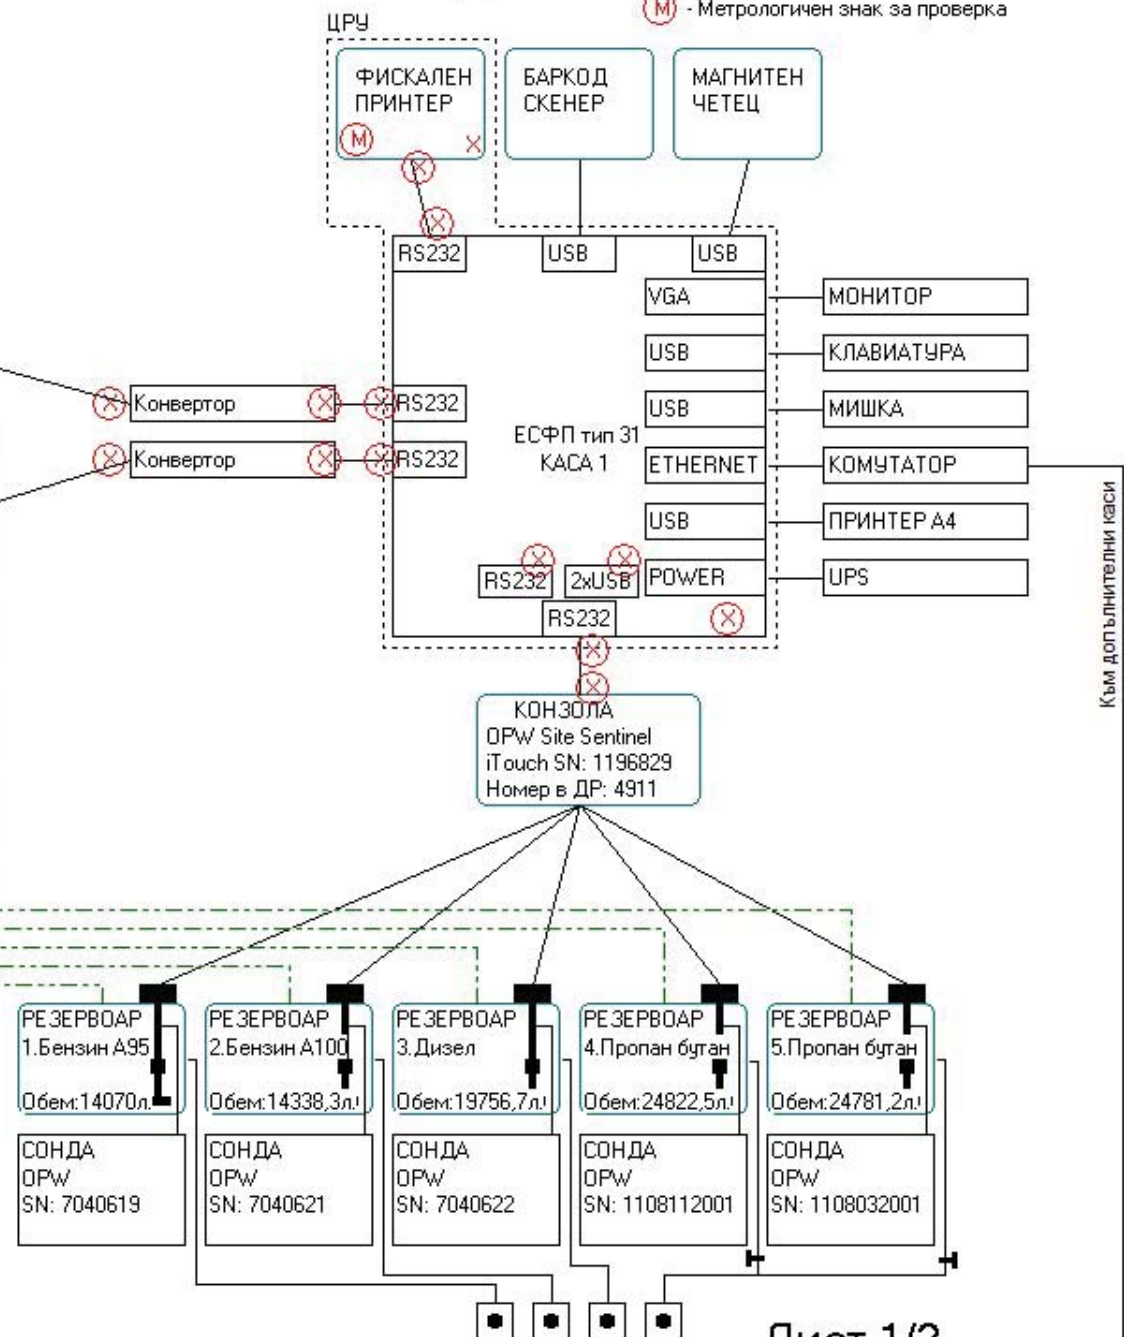 М - Метрологичен знак за проверка
ЦРУ
ФИСКАЛЕН
ПРИНТЕР
М
X
БАРКОД
СКЕНЕР
МАГНИТЕН
ЧЕТЕЦ
X
X
RS232
USB
USB
VGA
МОНИТОР
USB
КЛАВИАТУРА
X
Конвертор
X
X
RS232
USB
МИШКА
ЕСФП тип 31
КАСА 1
X
Конвертор
X
X
RS232
ETHERNET
КОМУТАТОР
USB
ПРИНТЕР А4
X
X
RS232
2xUSB
POWER
UPS
RS232
X
X
X
Към допълнителни каси
КОНЗОЛА
OPW Site Sentinel
iTouch SN: 1196829
Номер в ДР: 4911
РЕЗЕРВОАР
1.Бензин А95
Обем:14070л.
РЕЗЕРВОАР
2.Бензин А100
Обем:14338,3л.
РЕЗЕРВОАР
3.Дизел
Обем:19756,7л.
РЕЗЕРВОАР
4.Пропан бутан
Обем:24822,5л.
РЕЗЕРВОАР
5.Пропан бутан
Обем:24781,2л.
СОНДА
OPW
SN: 7040619
СОНДА
OPW
SN: 7040621
СОНДА
OPW
SN: 7040622
СОНДА
OPW
SN: 1108112001
СОНДА
OPW
SN: 1108032001
Лист 1/2